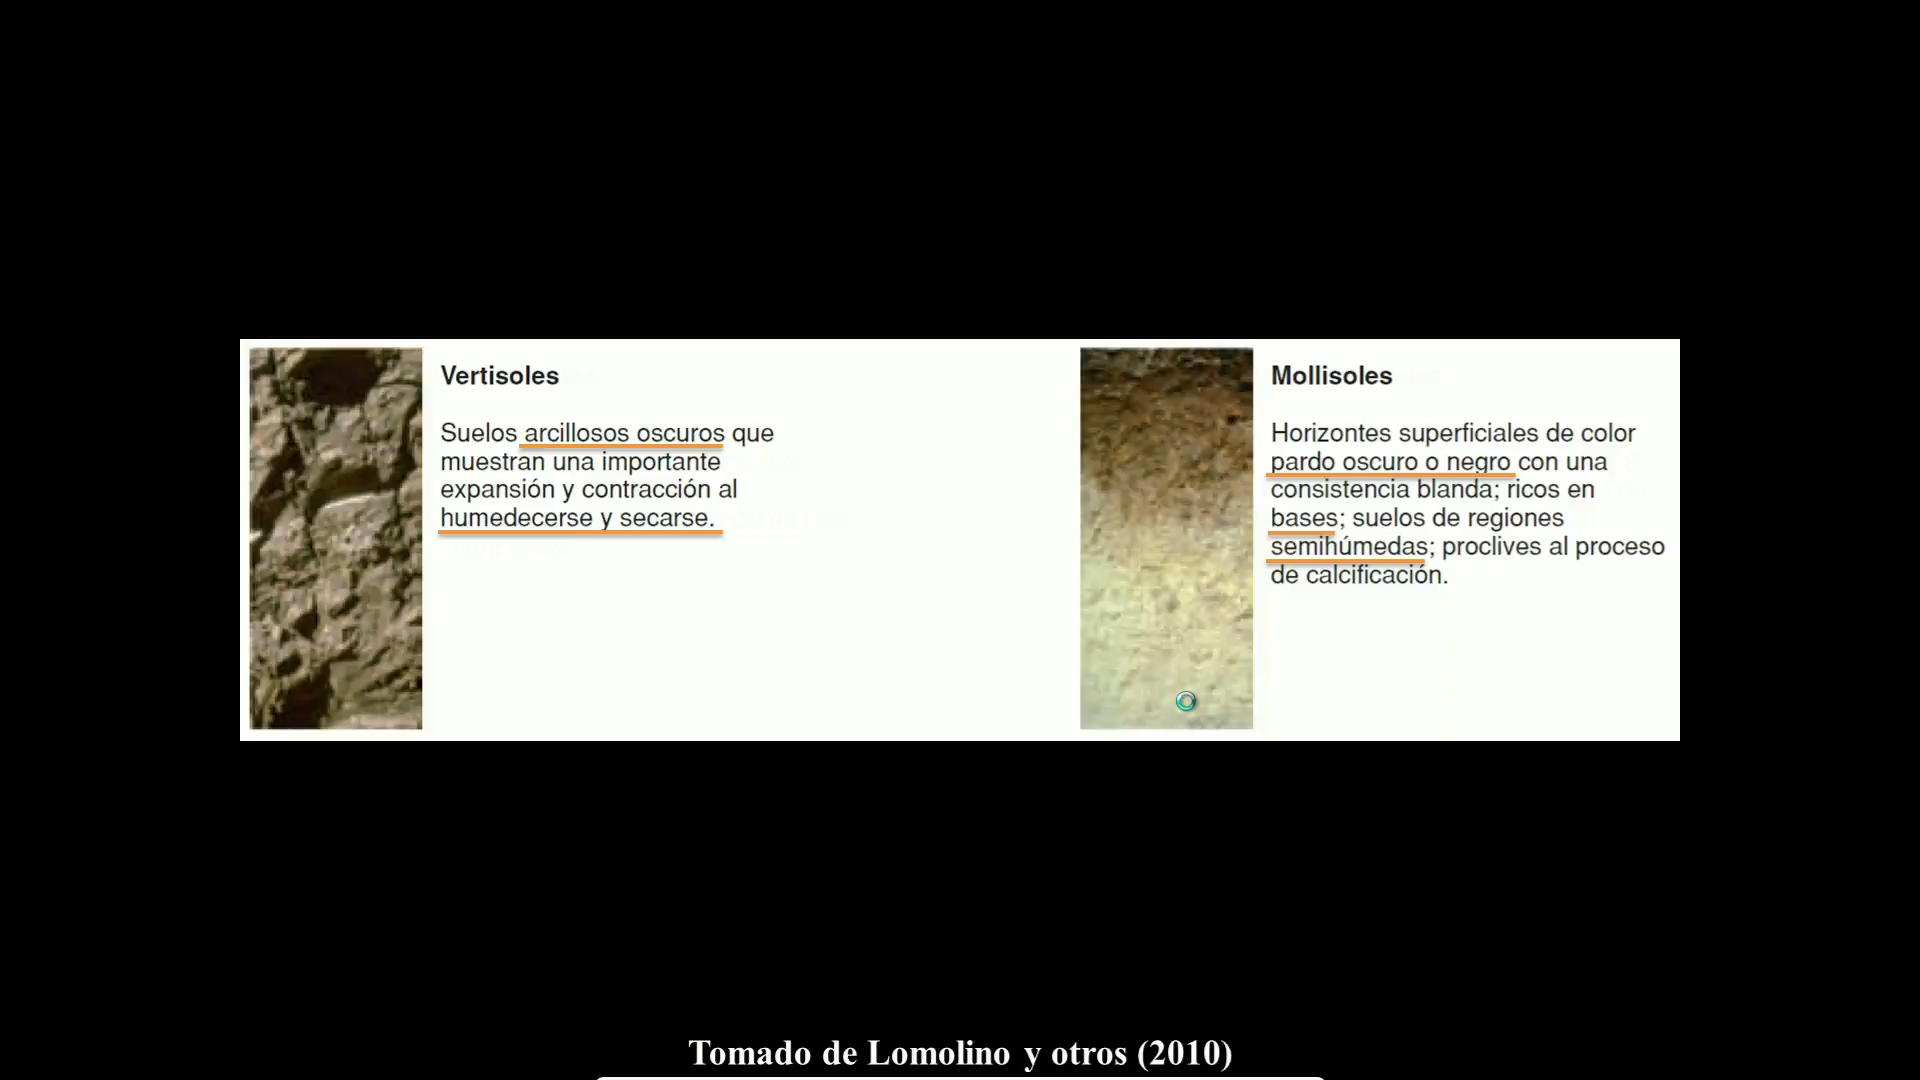 Vertisoles
Suelos arcillosos oscuros que
muestran una importante
expansión y contracción al
humedecerse y secarse.
Mollisoles
Horizontes superficiales de color
pardo oscuro o negro con una
consistencia blanda; ricos en
bases; suelos de regiones
semihúmedas; proclives al proceso
de calcificación.
Tomado de Lomolino y otros (2010)